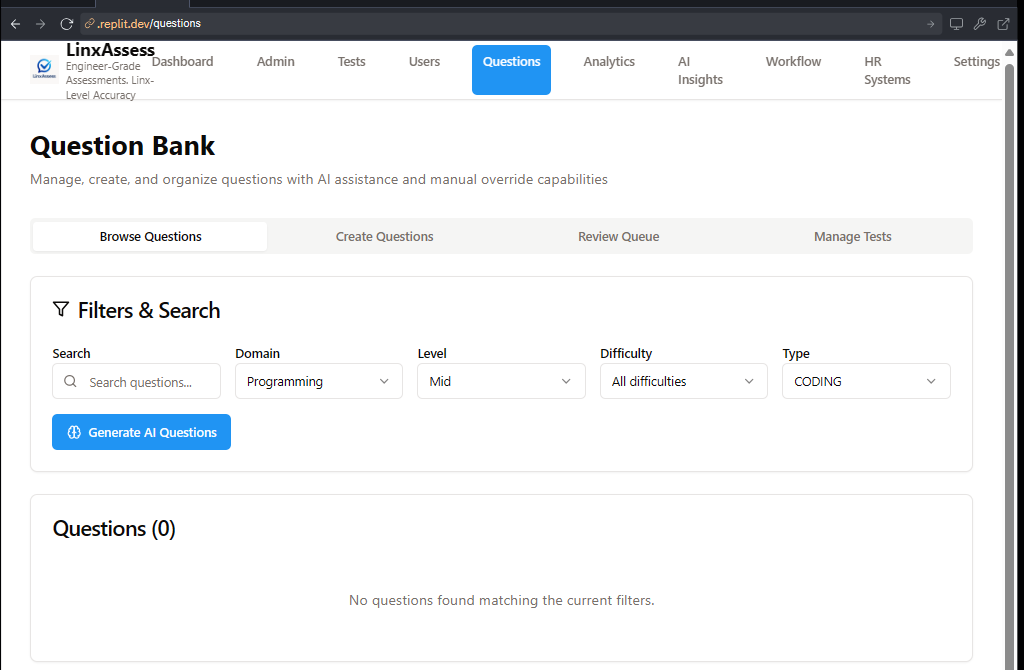 .replit.dev/questions
LinxAssess
Engineer-Grade
Assessments. Linx-
Level Accuracy
LinxAssess
Dashboard
Admin
Tests
Users
Questions
Analytics
AI
Insights
Workflow
HR
Systems
Settings
Question Bank
Manage, create, and organize questions with AI assistance and manual override capabilities
Browse Questions
Create Questions
Review Queue
Manage Tests
Filters & Search
Search
Domain
Level
Difficulty
Type
Search questions...
Programming
Mid
All difficulties
CODING
Generate AI Questions
Questions (0)
No questions found matching the current filters.